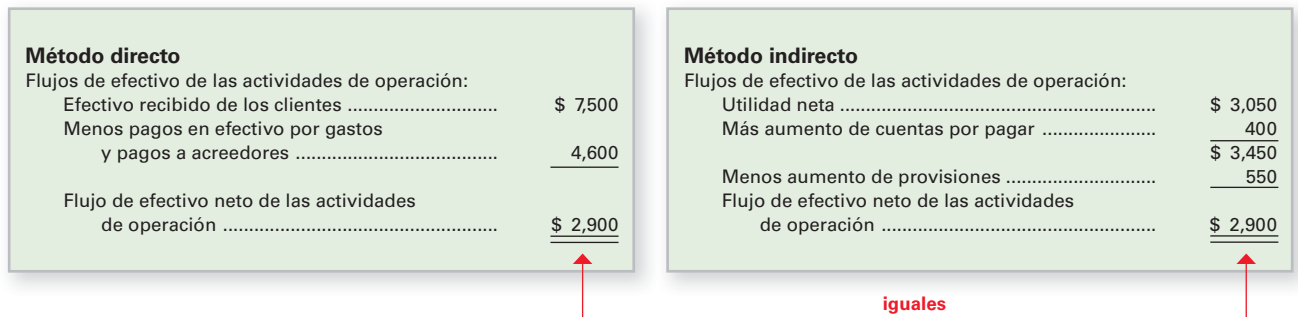 Método directo
Flujos de efectivo de las actividades de operación:
Efectivo recibido de los clientes ............................ $ 7,500
Menos pagos en efectivo por gastos
y pagos a acreedores ...................................... 4,600
Flujo de efectivo neto de las actividades
de operación ................................................... $ 2,900
Método indirecto
Flujos de efectivo de las actividades de operación:
Utilidad neta .......................................................... $ 3,050
Más aumento de cuentas por pagar ..................... 400
$ 3,450
Menos aumento de provisiones ............................ 550
Flujo de efectivo neto de las actividades
de operación ................................................... $ 2,900
iguales